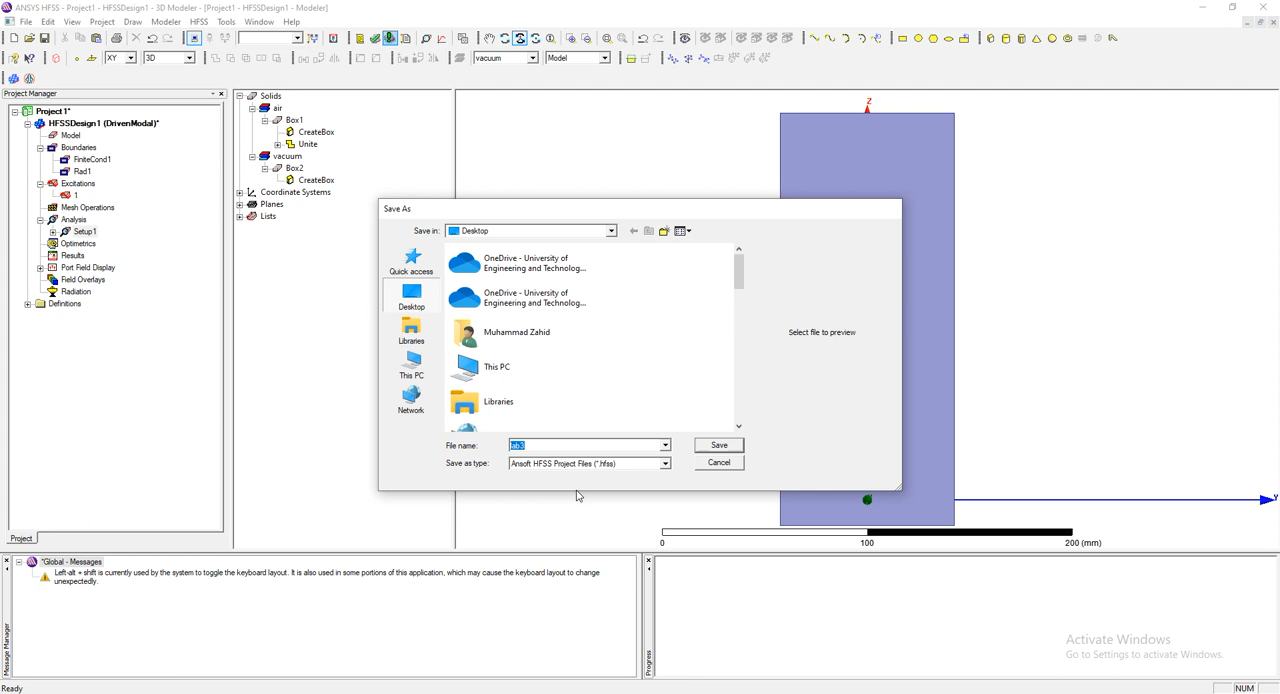 ANSYS HFSS - Project1 - HFSSDesign1 - 3D Modeler - [Project1 - HFSSDesign1 - Modeler]
File Edit View Project Draw Modeler HFSS Tools Window Help
XY 3D vacuum Model
Project Manager
Project1*
HFSSDesign1 (DrivenModal)*
Model
Boundaries
FiniteCond1
Rad1
Excitations
1
Mesh Operations
Analysis
Setup1
Optimetrics
Results
Port Field Display
Field Overlays
Radiation
Definitions
Project
Solids
air
Box1
CreateBox
Unite
vacuum
Box2
CreateBox
Coordinate Systems
Planes
Lists
Z
Save As
Save in: Desktop
Quick access
Desktop
Libraries
This PC
Network
OneDrive - University of
Engineering and Technolog...
OneDrive - University of
Engineering and Technolog...
Muhammad Zahid
This PC
Libraries
Select file to preview
File name: lab3 Save
Save as type: Ansoft HFSS Project Files (*.hfss) Cancel
Y
0 100 200 (mm)
*Global - Messages
Left-alt + shift is currently used by the system to toggle the keyboard layout. It is also used in some portions of this application, which may cause the keyboard layout to change
unexpectedly.
Message Manager
Progress
Activate Windows
Go to Settings to activate Windows.
Ready
NUM